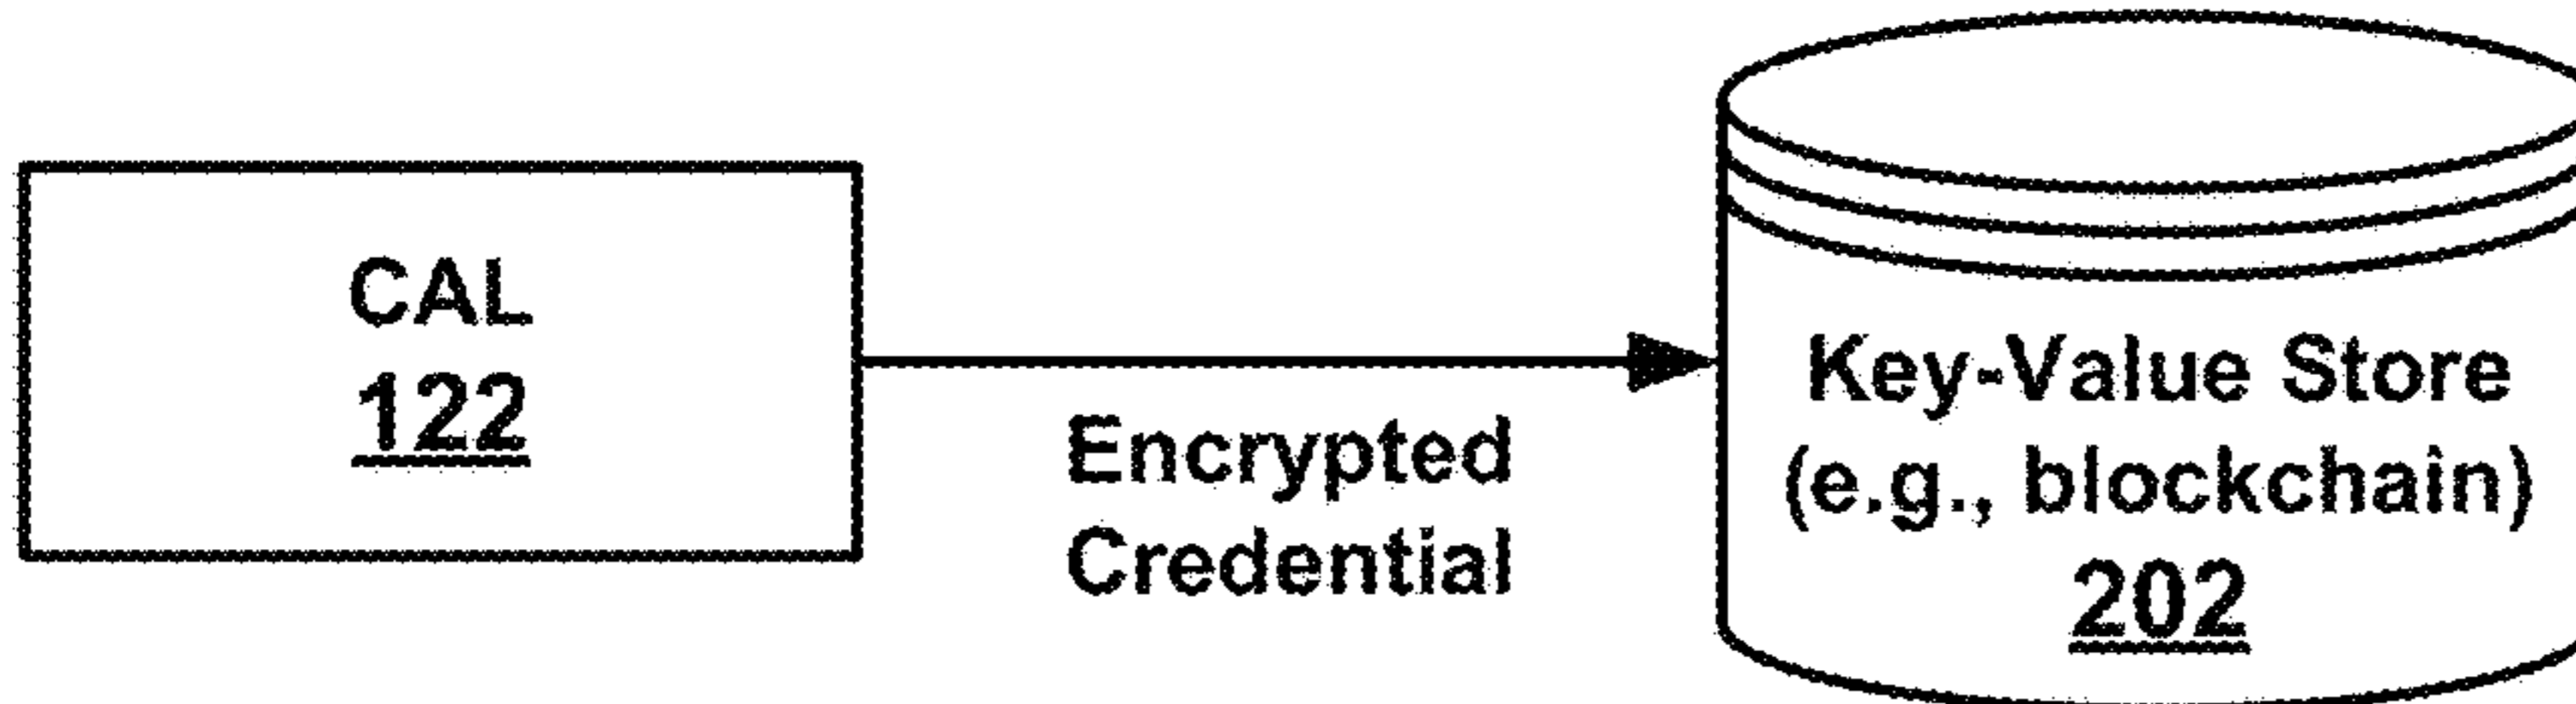 CAL
122
Encrypted
Credential
Key-Value Store
(e.g., blockchain)
202